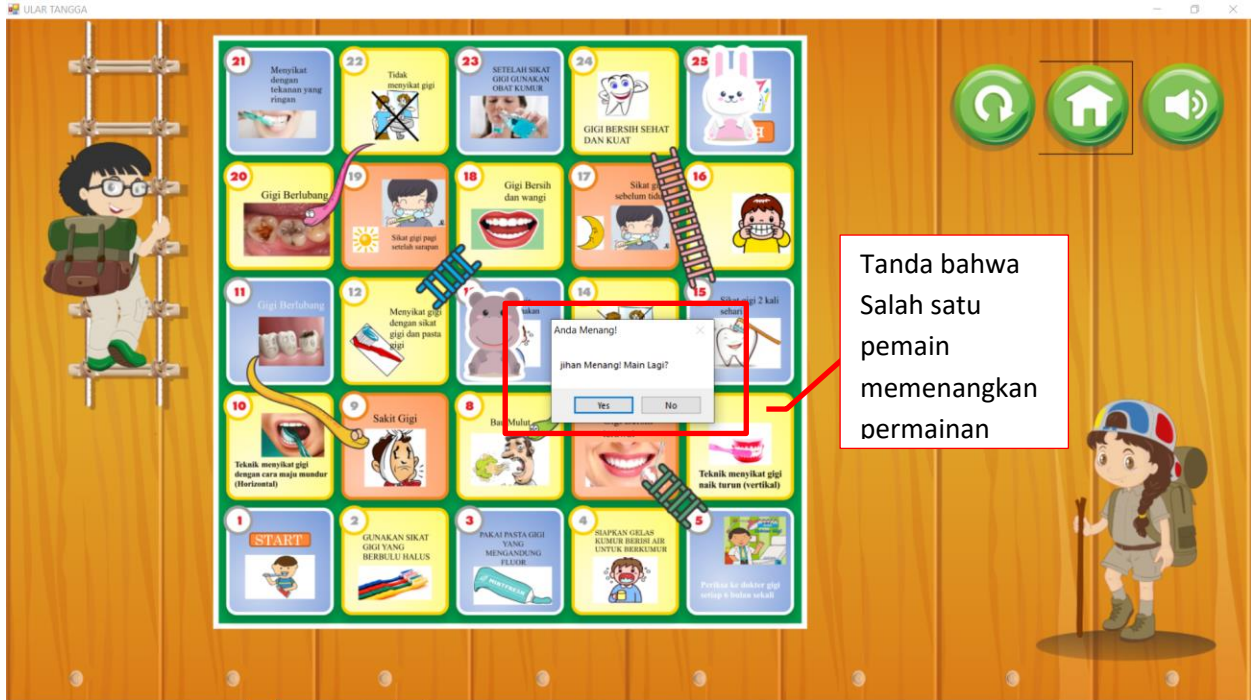 ULAR TANGGA
21
Menyikat
dengan
tekanan yang
ringan
22
Tidak
menyikat gigi
23
SETELAH SIKAT
GIGI GUNAKAN
OBAT KUMUR
24
GIGI BERSIH SEHAT
DAN KUAT
25
H
20
Gigi Berlubang
19
Sikat gigi pagi
setelah sarapan
18
Gigi Bersih
dan wangi
17
Sikat
sebelum
16
11
Gigi Berlubang
12
Menyikat gigi
dengan sikat
gigi dan pasta
gigi
14
15
Sikat gigi 2 kali
sehari
Anda Menang!
jihan Menang! Main Lagi?
Yes
No
Tanda bahwa
Salah satu
pemain
memenangkan
permainan
10
Teknik menyikat gigi
dengan cara maju mundur
(Horizontal)
9
Sakit Gigi
8
Bau Mulut
Teknik menyikat gigi
naik turun (vertikal)
1
START
2
GUNAKAN SIKAT
GIGI YANG
BERBULU HALUS
3
PAKAI PASTA GIGI
YANG
MENGANDUNG
FLUOR
MINTFRESH
4
SIAPKAN GELAS
KUMUR BERISI AIR
UNTUK BERKUMUR
5
Periksa ke dokter gigi
setiap 6 bulan sekali